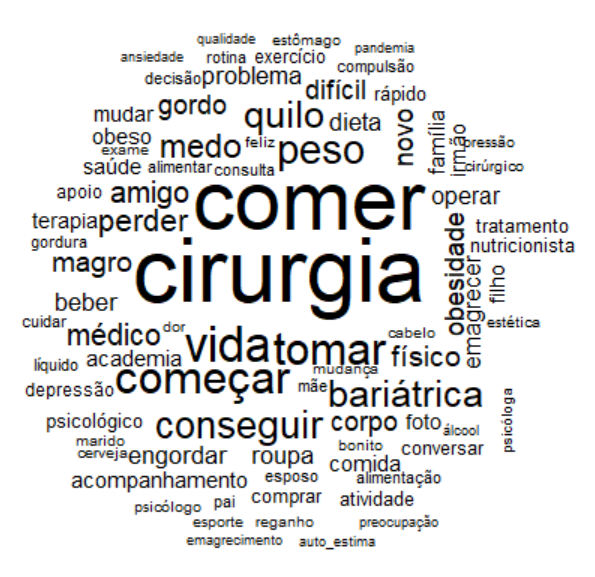 qualidade estômago pandemia
ansiedade rotina exercício compulsão
decisão problema difícil rápido
mudar gordo quilo dieta novo família irmão
obeso exame medo feliz peso pressão
saúde alimentar consulta cirúrgico
apoio amigo comer operar
terapia perder obesidade tratamento
gordura nutricionista
magro cirurgia emagrecer filho
beber
cuidar médico dor vida tomar cabelo estética
líquido academia mudança físico
depressão começar mãe bariátrica psicóloga
psicológico conseguir corpo foto álcool
marido bonito conversar
cerveja engordar roupa comida
acompanhamento esposo alimentação
psicólogo pai comprar atividade
esporte reganho preocupação
emagrecimento auto_estima